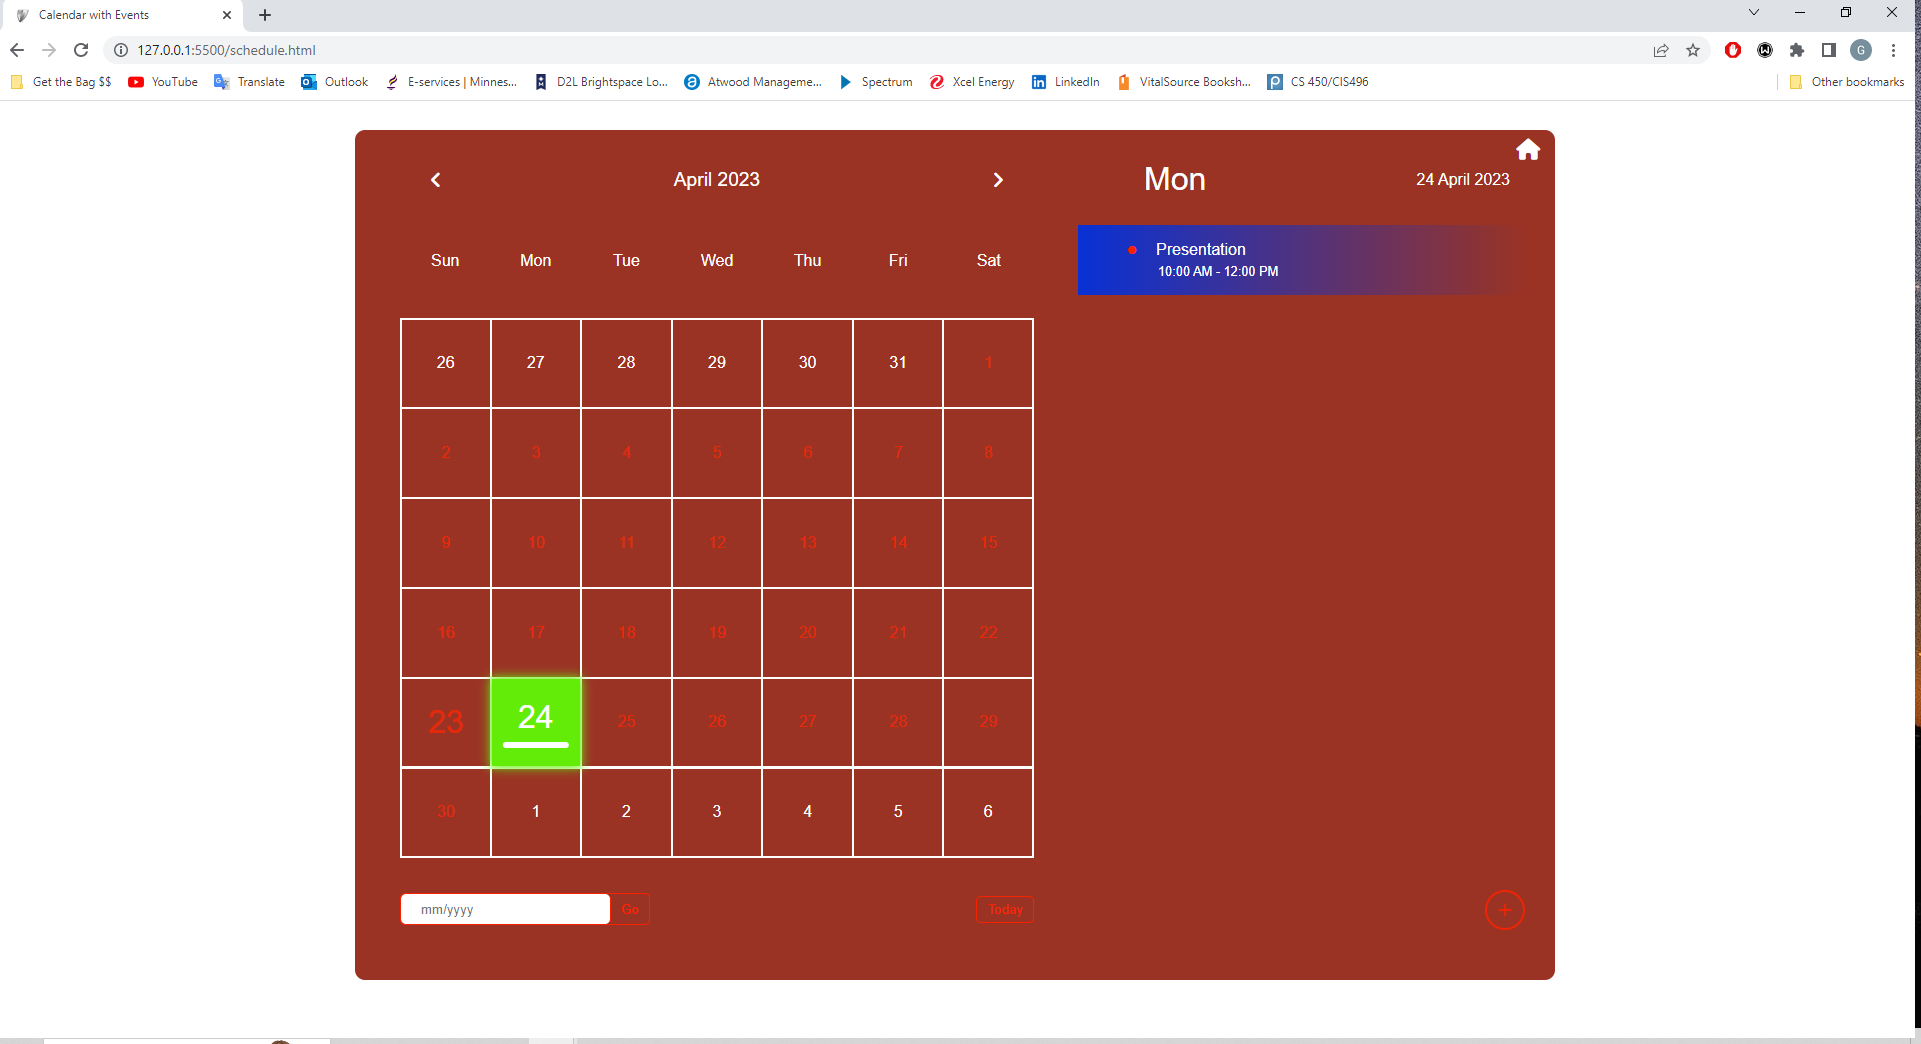 Calendar with Events
127.0.0.1:5500/schedule.html
G
Get the Bag $$ YouTube Translate Outlook E-services | Minnes... D2L Brightspace Lo... Atwood Manageme... Spectrum Xcel Energy LinkedIn VitalSource Booksh... CS 450/CIS496 Other bookmarks
April 2023
Sun Mon Tue Wed Thu Fri Sat
26 27 28 29 30 31 1
2 3 4 5 6 7 8
9 10 11 12 13 14 15
16 17 18 19 20 21 22
23 24 25 26 27 28 29
30 1 2 3 4 5 6
mm/yyyy Go Today
Mon 24 April 2023
Presentation
10:00 AM - 12:00 PM
+